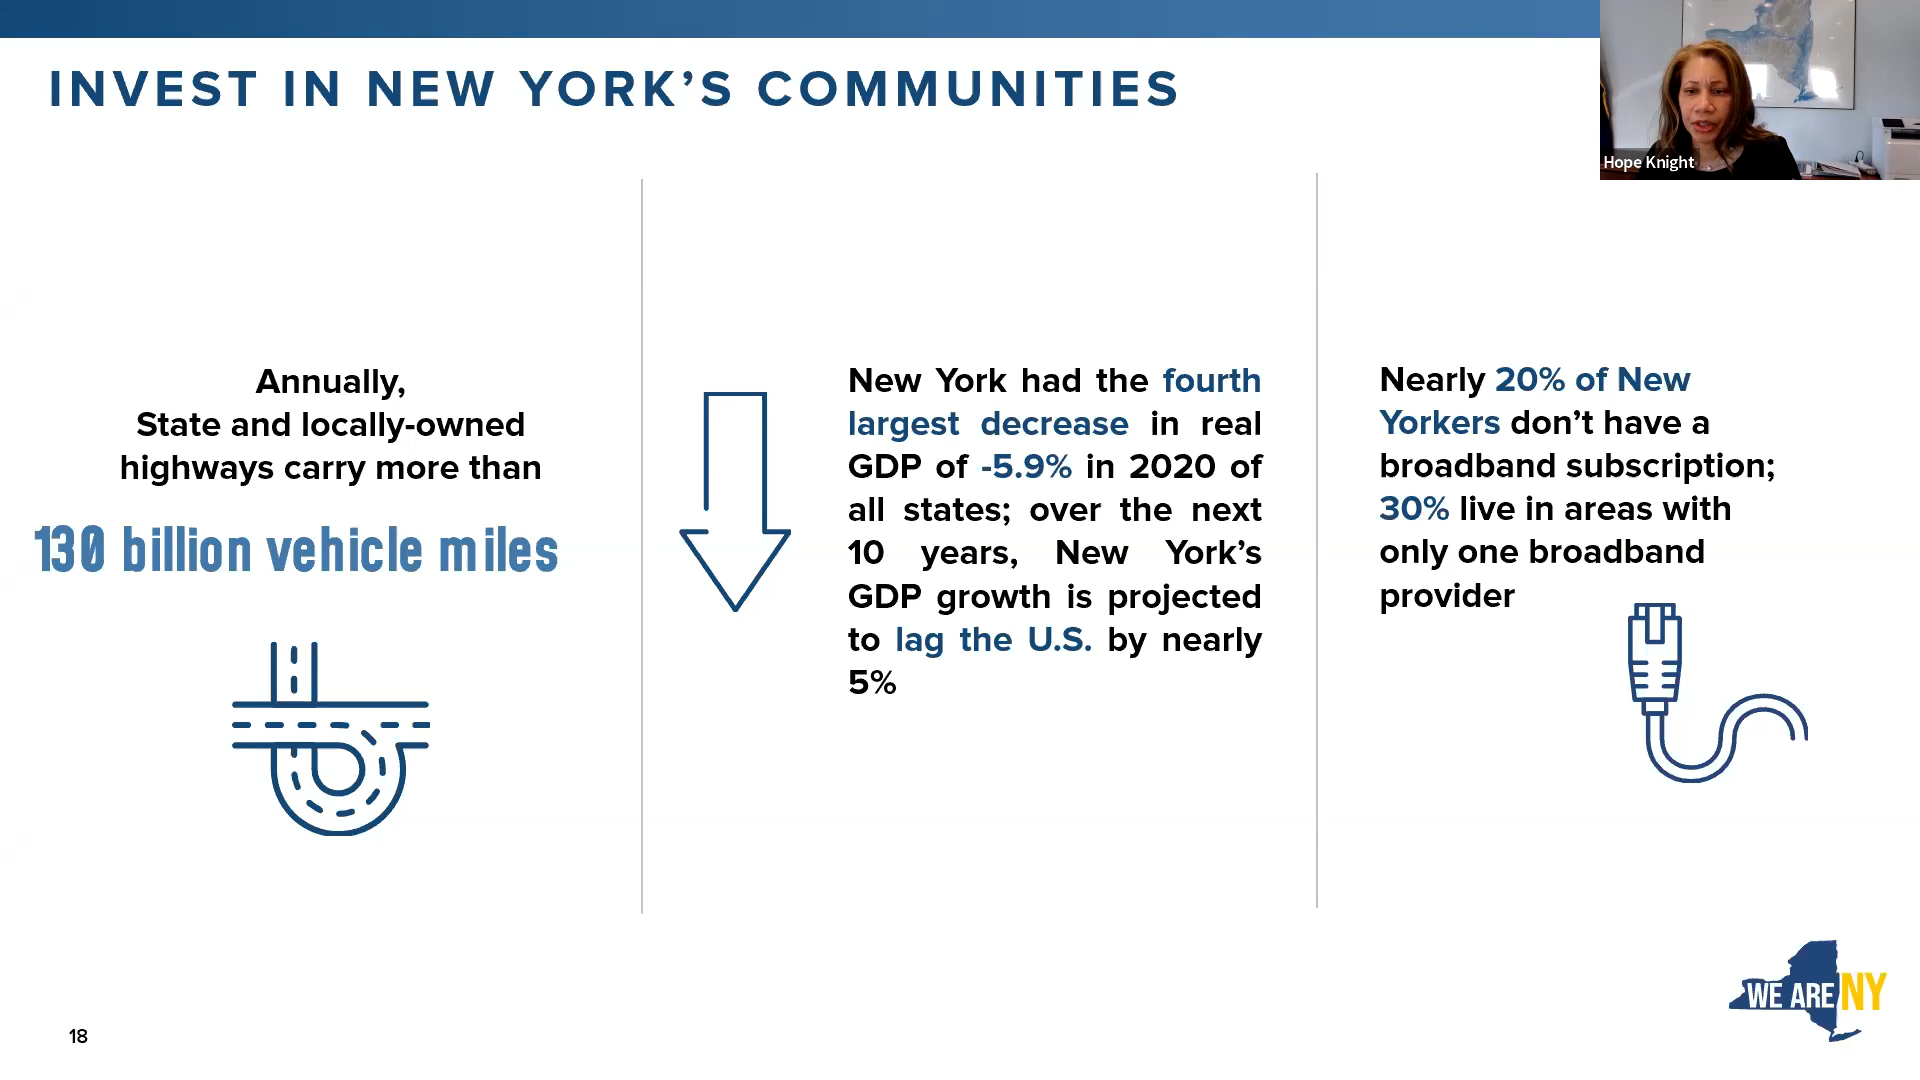 INVEST IN NEW YORK’S COMMUNITIES
Hope Knight
Annually,
State and locally-owned
highways carry more than
130 billion vehicle miles
New York had the fourth
largest decrease in real
GDP of -5.9% in 2020 of
all states; over the next
10 years, New York’s
GDP growth is projected
to lag the U.S. by nearly
5%
Nearly 20% of New
Yorkers don’t have a
broadband subscription;
30% live in areas with
only one broadband
provider
WE ARE NY
18